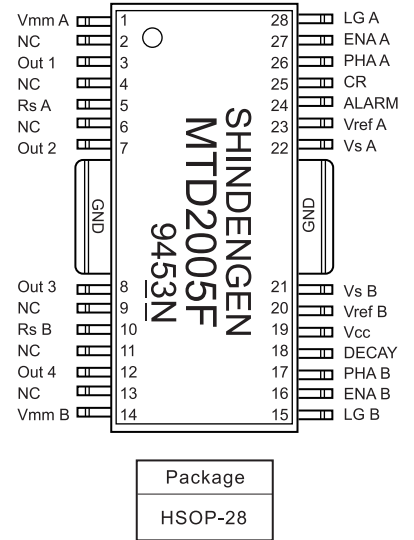 Vmm A 1
NC 2
Out 1 3
NC 4
Rs A 5
NC 6
Out 2 7
GND
Out 3 8
NC 9
Rs B 10
NC 11
Out 4 12
NC 13
Vmm B 14
SHINDENGEN
MTD2005F
9453N
28 LG A
27 ENA A
26 PHA A
25 CR
24 ALARM
23 Vref A
22 Vs A
GND
21 Vs B
20 Vref B
19 Vcc
18 DECAY
17 PHA B
16 ENA B
15 LG B
Package
HSOP-28